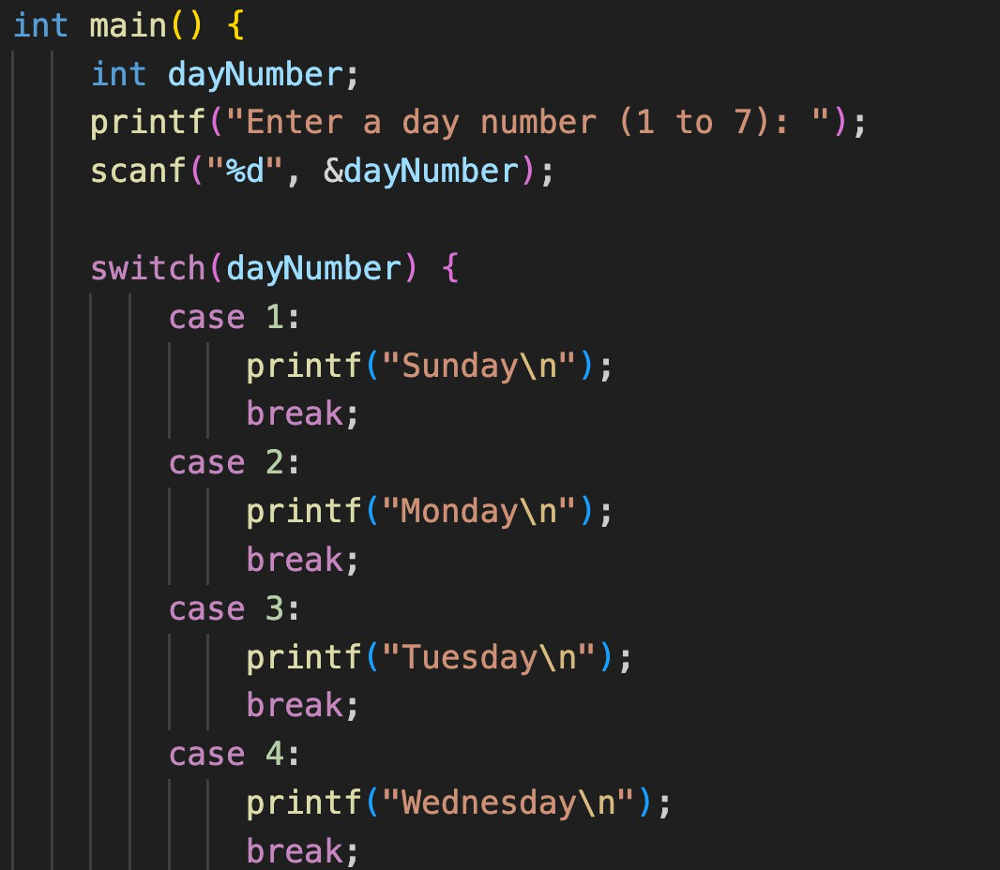 int main() {
    int dayNumber;
    printf("Enter a day number (1 to 7): ");
    scanf("%d", &dayNumber);

    switch(dayNumber) {
        case 1:
            printf("Sunday\n");
            break;
        case 2:
            printf("Monday\n");
            break;
        case 3:
            printf("Tuesday\n");
            break;
        case 4:
            printf("Wednesday\n");
            break;